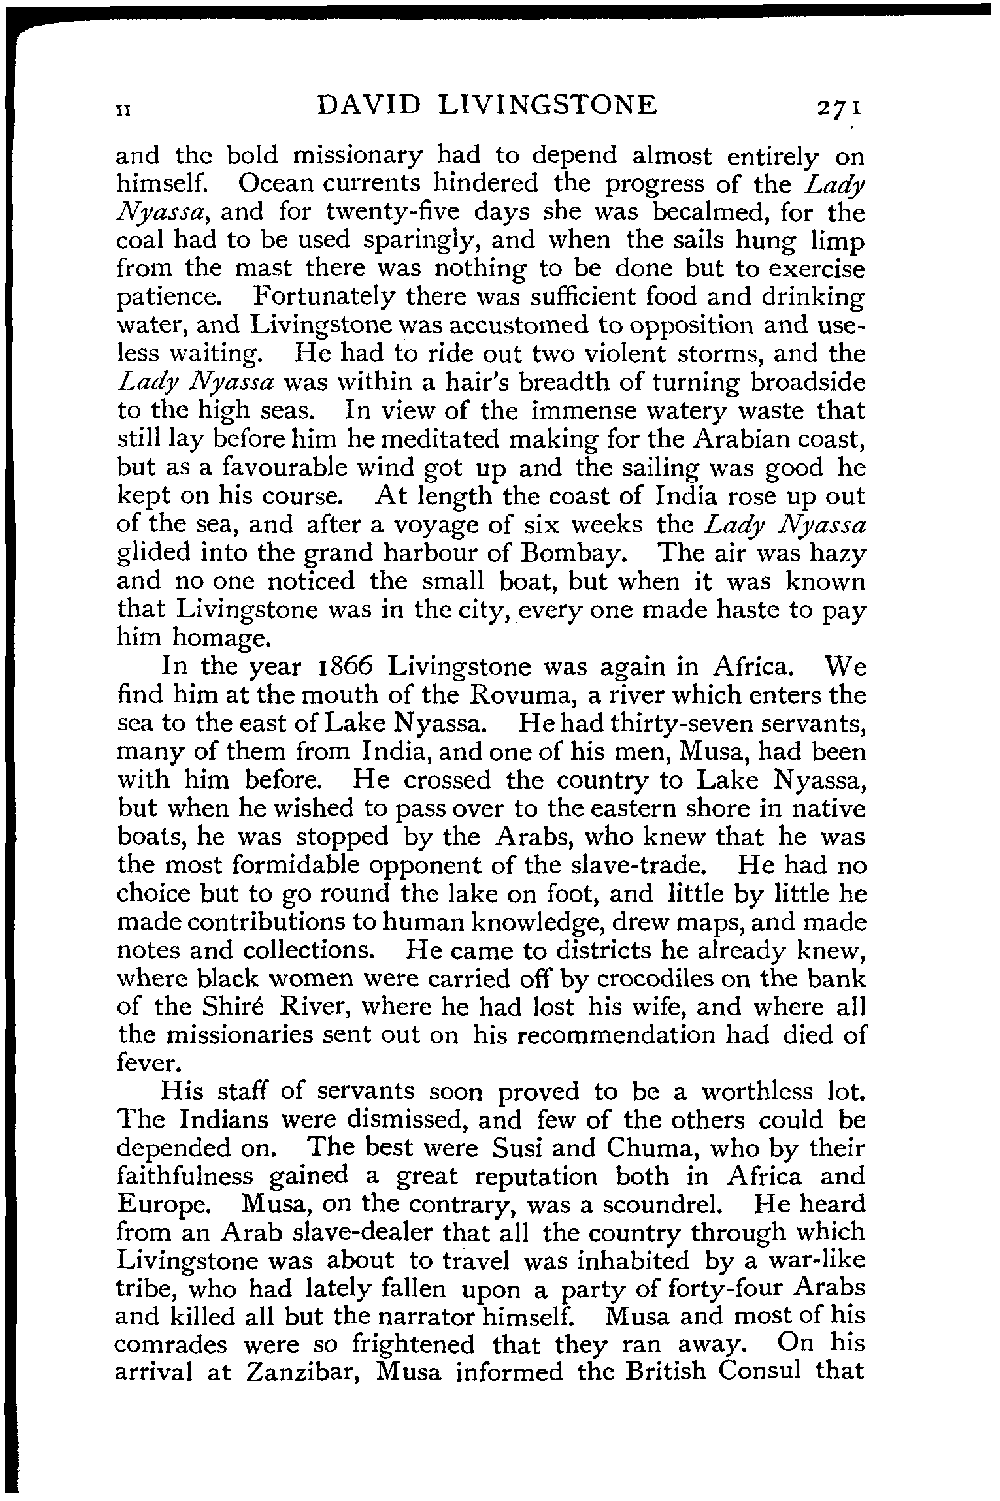 II DAVID LIVINGSTONE 271
and the bold missionary had to depend almost entirely on
himself. Ocean currents hindered the progress of the Lady
Nyassa, and for twenty-five days she was becalmed, for the
coal had to be used sparingly, and when the sails hung limp
from the mast there was nothing to be done but to exercise
patience. Fortunately there was sufficient food and drinking
water, and Livingstone was accustomed to opposition and use-
less waiting. He had to ride out two violent storms, and the
Lady Nyassa was within a hair's breadth of turning broadside
to the high seas. In view of the immense watery waste that
still lay before him he meditated making for the Arabian coast,
but as a favourable wind got up and the sailing was good he
kept on his course. At length the coast of India rose up out
of the sea, and after a voyage of six weeks the Lady Nyassa
glided into the grand harbour of Bombay. The air was hazy
and no one noticed the small boat, but when it was known
that Livingstone was in the city, every one made haste to pay
him homage.
In the year 1866 Livingstone was again in Africa. We
find him at the mouth of the Rovuma, a river which enters the
sea to the east of Lake Nyassa. He had thirty-seven servants,
many of them from India, and one of his men, Musa, had been
with him before. He crossed the country to Lake Nyassa,
but when he wished to pass over to the eastern shore in native
boats, he was stopped by the Arabs, who knew that he was
the most formidable opponent of the slave-trade. He had no
choice but to go round the lake on foot, and little by little he
made contributions to human knowledge, drew maps, and made
notes and collections. He came to districts he already knew,
where black women were carried off by crocodiles on the bank
of the Shiré River, where he had lost his wife, and where all
the missionaries sent out on his recommendation had died of
fever.
His staff of servants soon proved to be a worthless lot.
The Indians were dismissed, and few of the others could be
depended on. The best were Susi and Chuma, who by their
faithfulness gained a great reputation both in Africa and
Europe. Musa, on the contrary, was a scoundrel. He heard
from an Arab slave-dealer that all the country through which
Livingstone was about to travel was inhabited by a war-like
tribe, who had lately fallen upon a party of forty-four Arabs
and killed all but the narrator himself. Musa and most of his
comrades were so frightened that they ran away. On his
arrival at Zanzibar, Musa informed the British Consul that